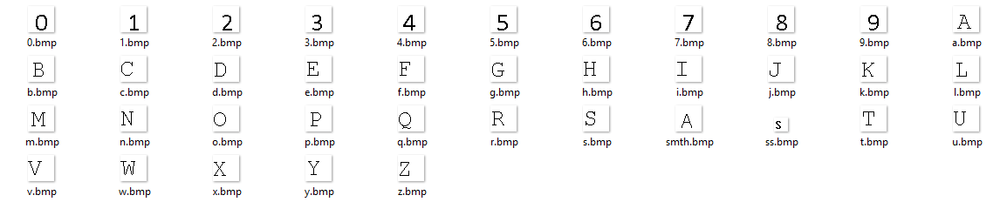 0 1 2 3 4 5 6 7 8 9 A
0.bmp 1.bmp 2.bmp 3.bmp 4.bmp 5.bmp 6.bmp 7.bmp 8.bmp 9.bmp a.bmp
B C D E F G H I J K L
b.bmp c.bmp d.bmp e.bmp f.bmp g.bmp h.bmp i.bmp j.bmp k.bmp l.bmp
M N O P Q R S A s T U
m.bmp n.bmp o.bmp p.bmp q.bmp r.bmp s.bmp smth.bmp ss.bmp t.bmp u.bmp
V W X Y Z
v.bmp w.bmp x.bmp y.bmp z.bmp